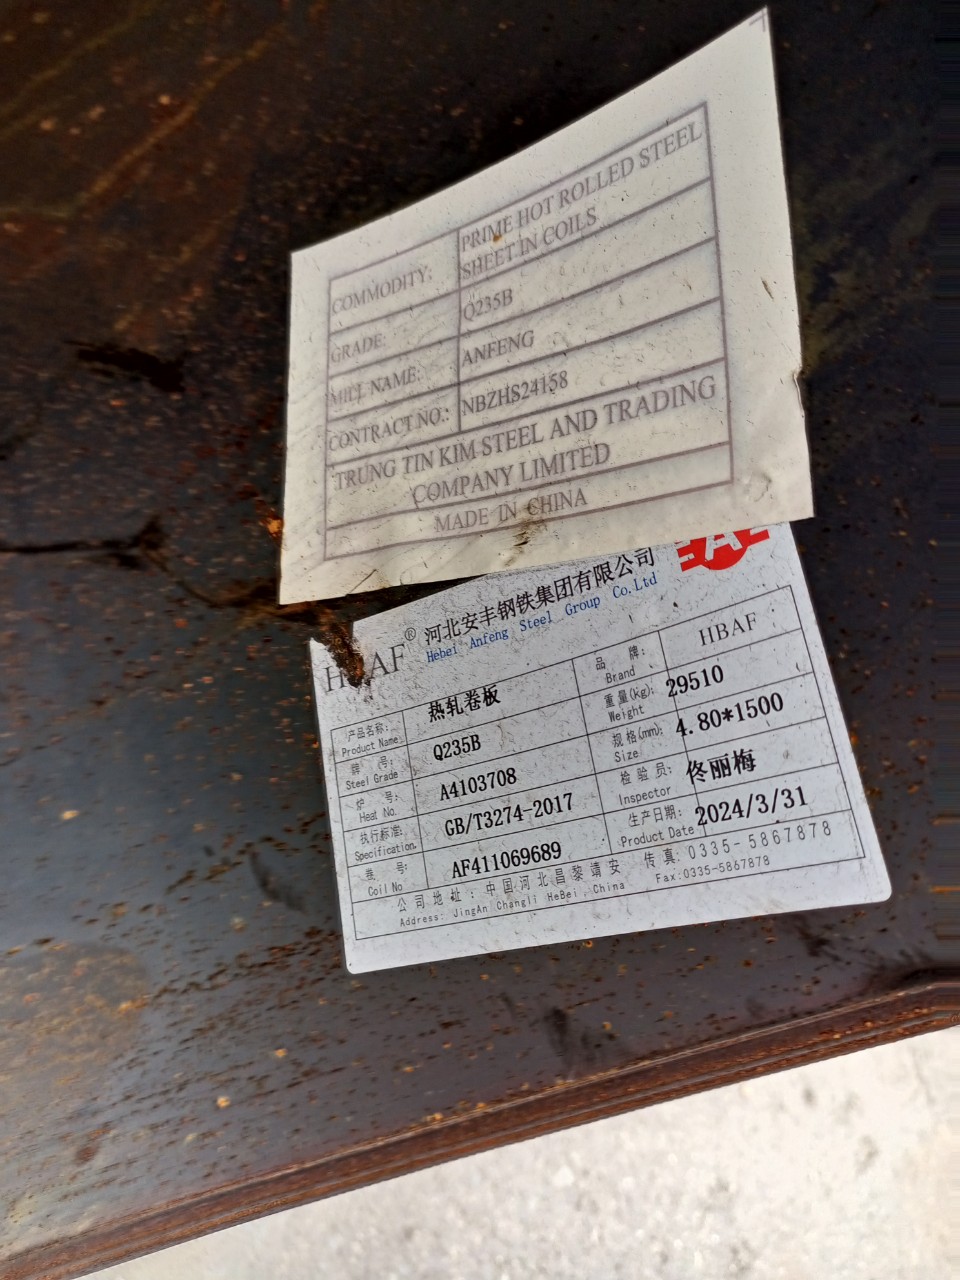 COMMODITY: PRIME HOT ROLLED STEEL
SHEET IN COILS
GRADE: Q235B
MILL NAME: ANFENG
CONTRACT NO.: NBZHS24158
TRUNG TIN KIM STEEL AND TRADING
COMPANY LIMITED
MADE IN CHINA
HBAF® 河北安丰钢铁集团有限公司
Hebei Anfeng Steel Group Co.Ltd
产品名称: 热轧卷板 品 牌: HBAF
Product Name Brand
牌 (号: Q235B 重量(kg): 29510
Steel Grade Weight
炉 号: A4103708 规格(mm): 4.80*1500
Heat No. Size
执行标准: GB/T3274-2017 检验员: 佟丽梅
Specification Inspector
卷 号: AF411069689 生产日期: 2024/3/31
Coil No Product Date
公司地址: 中国河北昌黎靖安 传真: 0335-5867878
Address: JingAn Changli HeBei, China Fax:0335-5867878